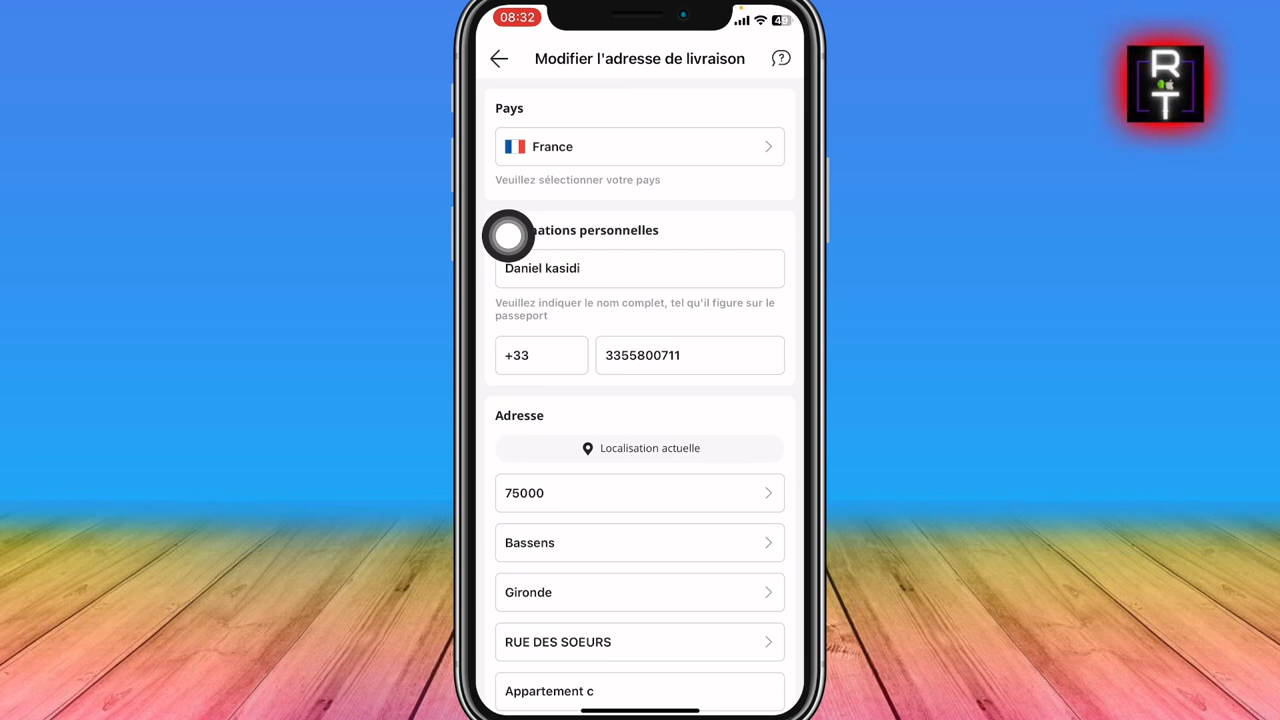 08:32
49
Modifier l'adresse de livraison
Pays
France
Veuillez sélectionner votre pays
mations personnelles
Daniel kasidi
Veuillez indiquer le nom complet, tel qu'il figure sur le
passeport
+33
3355800711
Adresse
Localisation actuelle
75000
Bassens
Gironde
RUE DES SOEURS
Appartement c
R
T